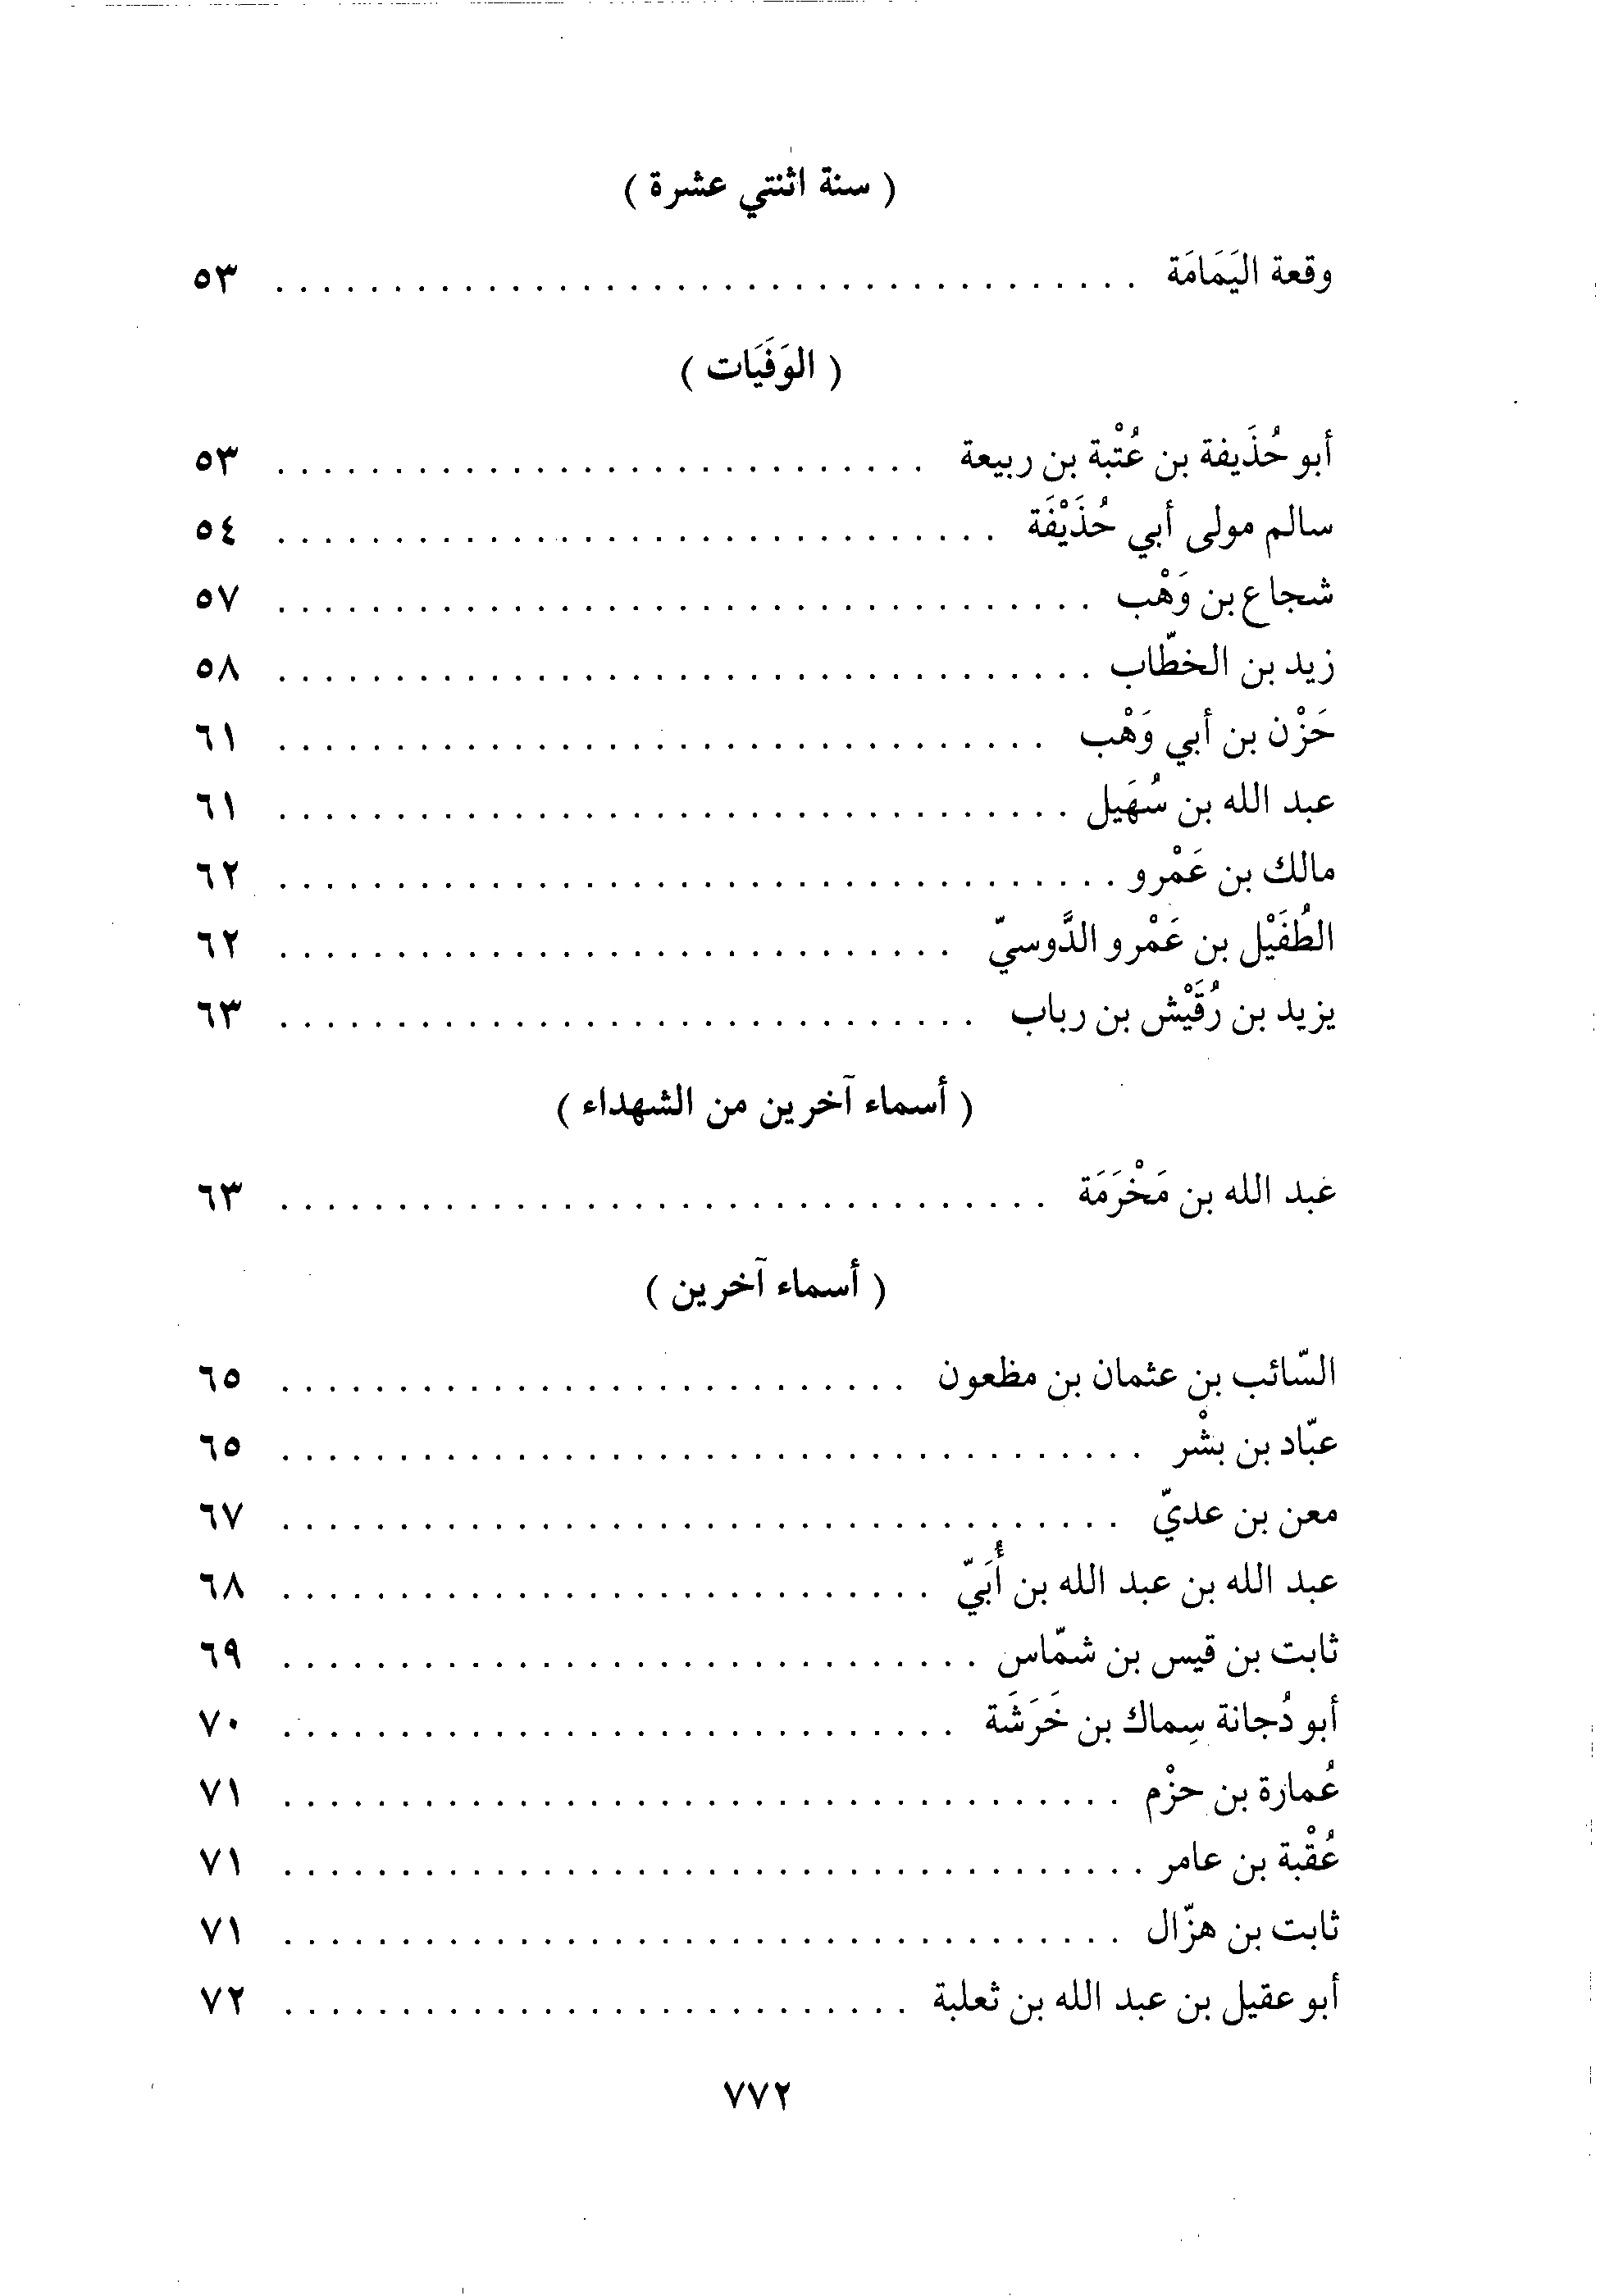 ( سنة اثنتي عشرة )
وقعة اليَمَامَة . . . . . . . . . . . . . . . . . . . . . . . . . . . . . . . . . . . . . ٥٣
( الوَفَيَات )
أبو حُذَيفة بن عُتْبة بن ربيعة . . . . . . . . . . . . . . . . . . . . . . . . . . . . ٥٣
سالم مولى أبي حُذَيْفَة . . . . . . . . . . . . . . . . . . . . . . . . . . . . . . . ٥٤
شجاع بن وَهْب . . . . . . . . . . . . . . . . . . . . . . . . . . . . . . . . . . . ٥٧
زيد بن الخطّاب . . . . . . . . . . . . . . . . . . . . . . . . . . . . . . . . . . . ٥٨
حَزْن بن أبي وَهْب . . . . . . . . . . . . . . . . . . . . . . . . . . . . . . . . . ٦١
عبد الله بن سُهَيل . . . . . . . . . . . . . . . . . . . . . . . . . . . . . . . . . . ٦١
مالك بن عَمْرو . . . . . . . . . . . . . . . . . . . . . . . . . . . . . . . . . . . . ٦٢
الطُفَيْل بن عَمْرو الدَّوسيّ . . . . . . . . . . . . . . . . . . . . . . . . . . . . . ٦٢
يزيد بن رُقَيْش بن رباب . . . . . . . . . . . . . . . . . . . . . . . . . . . . . . ٦٣
( أسماء آخرين من الشهداء )
عبد الله بن مَخْرَمَة . . . . . . . . . . . . . . . . . . . . . . . . . . . . . . . . . ٦٣
( أسماء آخرين )
السّائب بن عثمان بن مظعون . . . . . . . . . . . . . . . . . . . . . . . . . . . ٦٥
عبّاد بن بشْر . . . . . . . . . . . . . . . . . . . . . . . . . . . . . . . . . . . . . ٦٥
معن بن عديّ . . . . . . . . . . . . . . . . . . . . . . . . . . . . . . . . . . . . ٦٧
عبد الله بن عبد الله بن أُبَيّ . . . . . . . . . . . . . . . . . . . . . . . . . . . . ٦٨
ثابت بن قيس بن شمّاس . . . . . . . . . . . . . . . . . . . . . . . . . . . . . . ٦٩
أبو دُجانة سِماك بن خَرَشَة . . . . . . . . . . . . . . . . . . . . . . . . . . . . . ٧٠
عُمارة بن حزْم . . . . . . . . . . . . . . . . . . . . . . . . . . . . . . . . . . . . ٧١
عُقْبة بن عامر . . . . . . . . . . . . . . . . . . . . . . . . . . . . . . . . . . . . . ٧١
ثابت بن هزّال . . . . . . . . . . . . . . . . . . . . . . . . . . . . . . . . . . . . ٧١
أبو عقيل بن عبد الله بن ثعلبة . . . . . . . . . . . . . . . . . . . . . . . . . . . ٧٢
٧٧٢